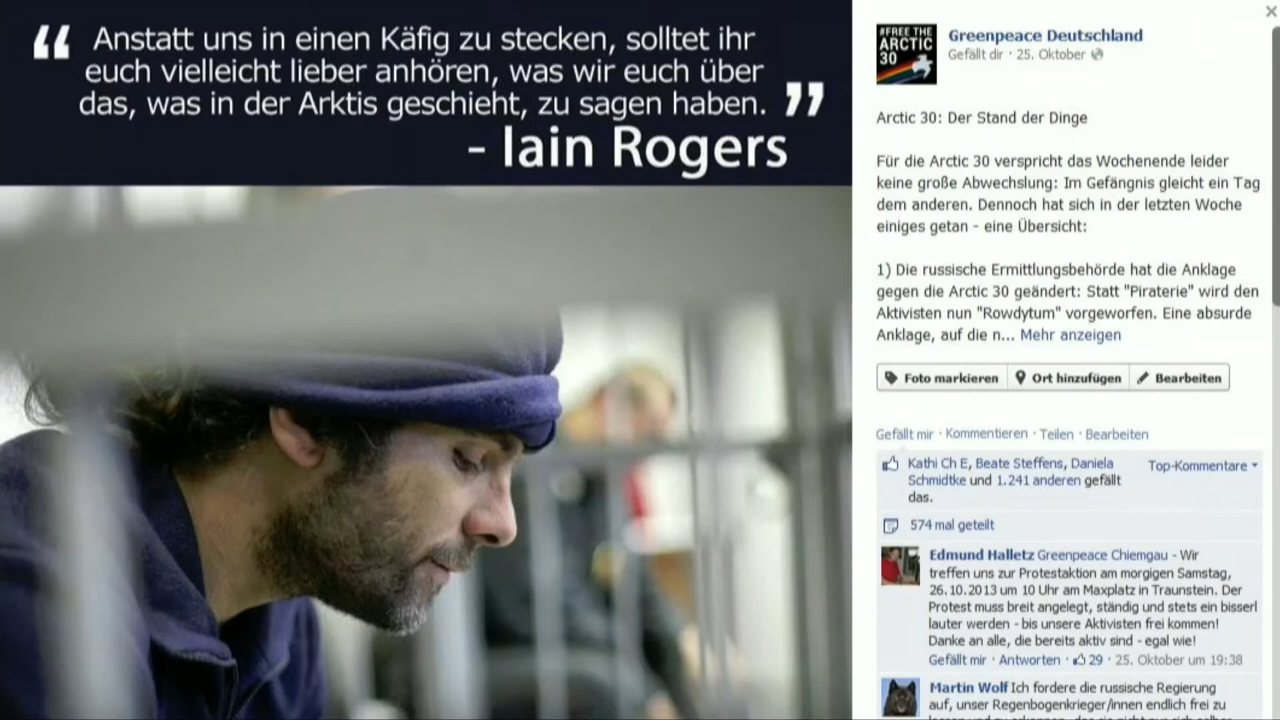 “ Anstatt uns in einen Käfig zu stecken, solltet ihr
euch vielleicht lieber anhören, was wir euch über
das, was in der Arktis geschieht, zu sagen haben. ”
- Iain Rogers
#FREE THE
ARCTIC
30
Greenpeace Deutschland
Gefällt dir · 25. Oktober
Arctic 30: Der Stand der Dinge
Für die Arctic 30 verspricht das Wochenende leider
keine große Abwechslung: Im Gefängnis gleicht ein Tag
dem anderen. Dennoch hat sich in der letzten Woche
einiges getan - eine Übersicht:
1) Die russische Ermittlungsbehörde hat die Anklage
gegen die Arctic 30 geändert: Statt "Piraterie" wird den
Aktivisten nun "Rowdytum" vorgeworfen. Eine absurde
Anklage, auf die n... Mehr anzeigen
Foto markieren Ort hinzufügen Bearbeiten
Gefällt mir · Kommentieren · Teilen · Bearbeiten
Kathi Ch E, Beate Steffens, Daniela
Schmidtke und 1.241 anderen gefällt
das.
Top-Kommentare
574 mal geteilt
Edmund Halletz Greenpeace Chiemgau - Wir
treffen uns zur Protestaktion am morgigen Samstag,
26.10.2013 um 10 Uhr am Maxplatz in Traunstein. Der
Protest muss breit angelegt, ständig und stets ein bisserl
lauter werden - bis unsere Aktivisten frei kommen!
Danke an alle, die bereits aktiv sind - egal wie!
Gefällt mir · Antworten · 29 · 25. Oktober um 19:38
Martin Wolf Ich fordere die russische Regierung
auf, unser Regenbogenkrieger/innen endlich frei zu